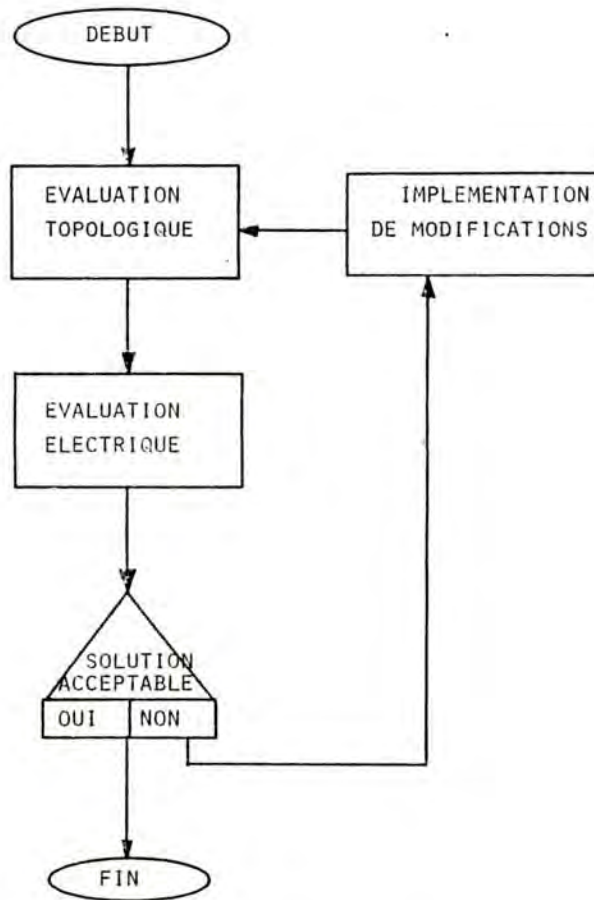 DEBUT
EVALUATION
TOPOLOGIQUE
IMPLEMENTATION
DE MODIFICATIONS
EVALUATION
ELECTRIQUE
SOLUTION
ACCEPTABLE
OUI NON
FIN